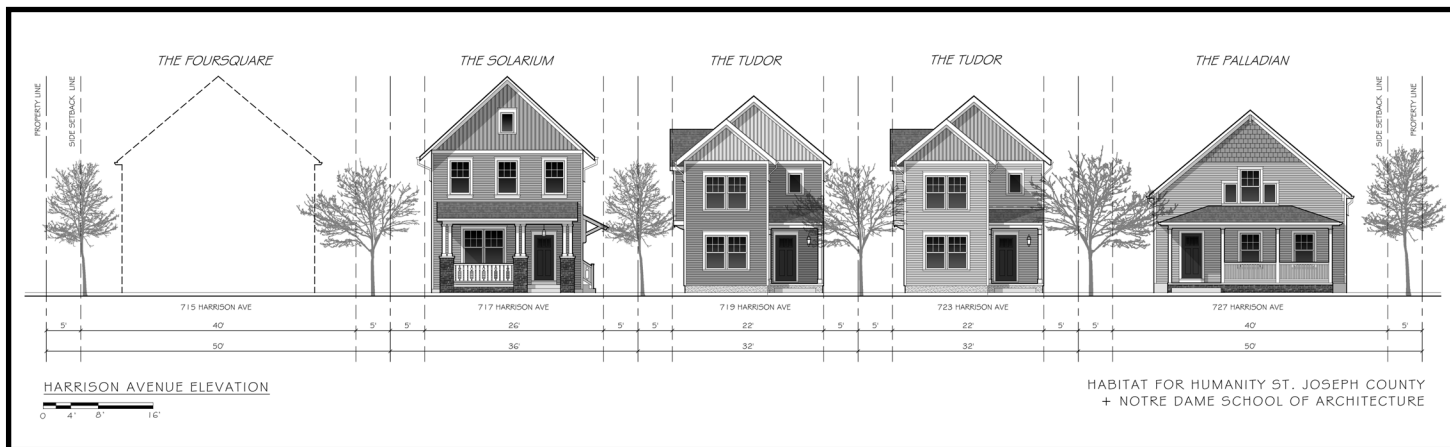 THE FOURSQUARE
THE SOLARIUM
THE TUDOR
THE TUDOR
THE PALLADIAN
PROPERTY LINE
SIDE SETBACK LINE
SIDE SETBACK LINE
PROPERTY LINE
715 HARRISON AVE
717 HARRISON AVE
719 HARRISON AVE
723 HARRISON AVE
727 HARRISON AVE
5' 40' 5' 5' 26' 5' 5' 22' 5' 5' 22' 5' 5' 40' 5'
50' 36' 32' 32' 50'
HARRISON AVENUE ELEVATION
0 4' 8' 16'
HABITAT FOR HUMANITY ST. JOSEPH COUNTY
+ NOTRE DAME SCHOOL OF ARCHITECTURE